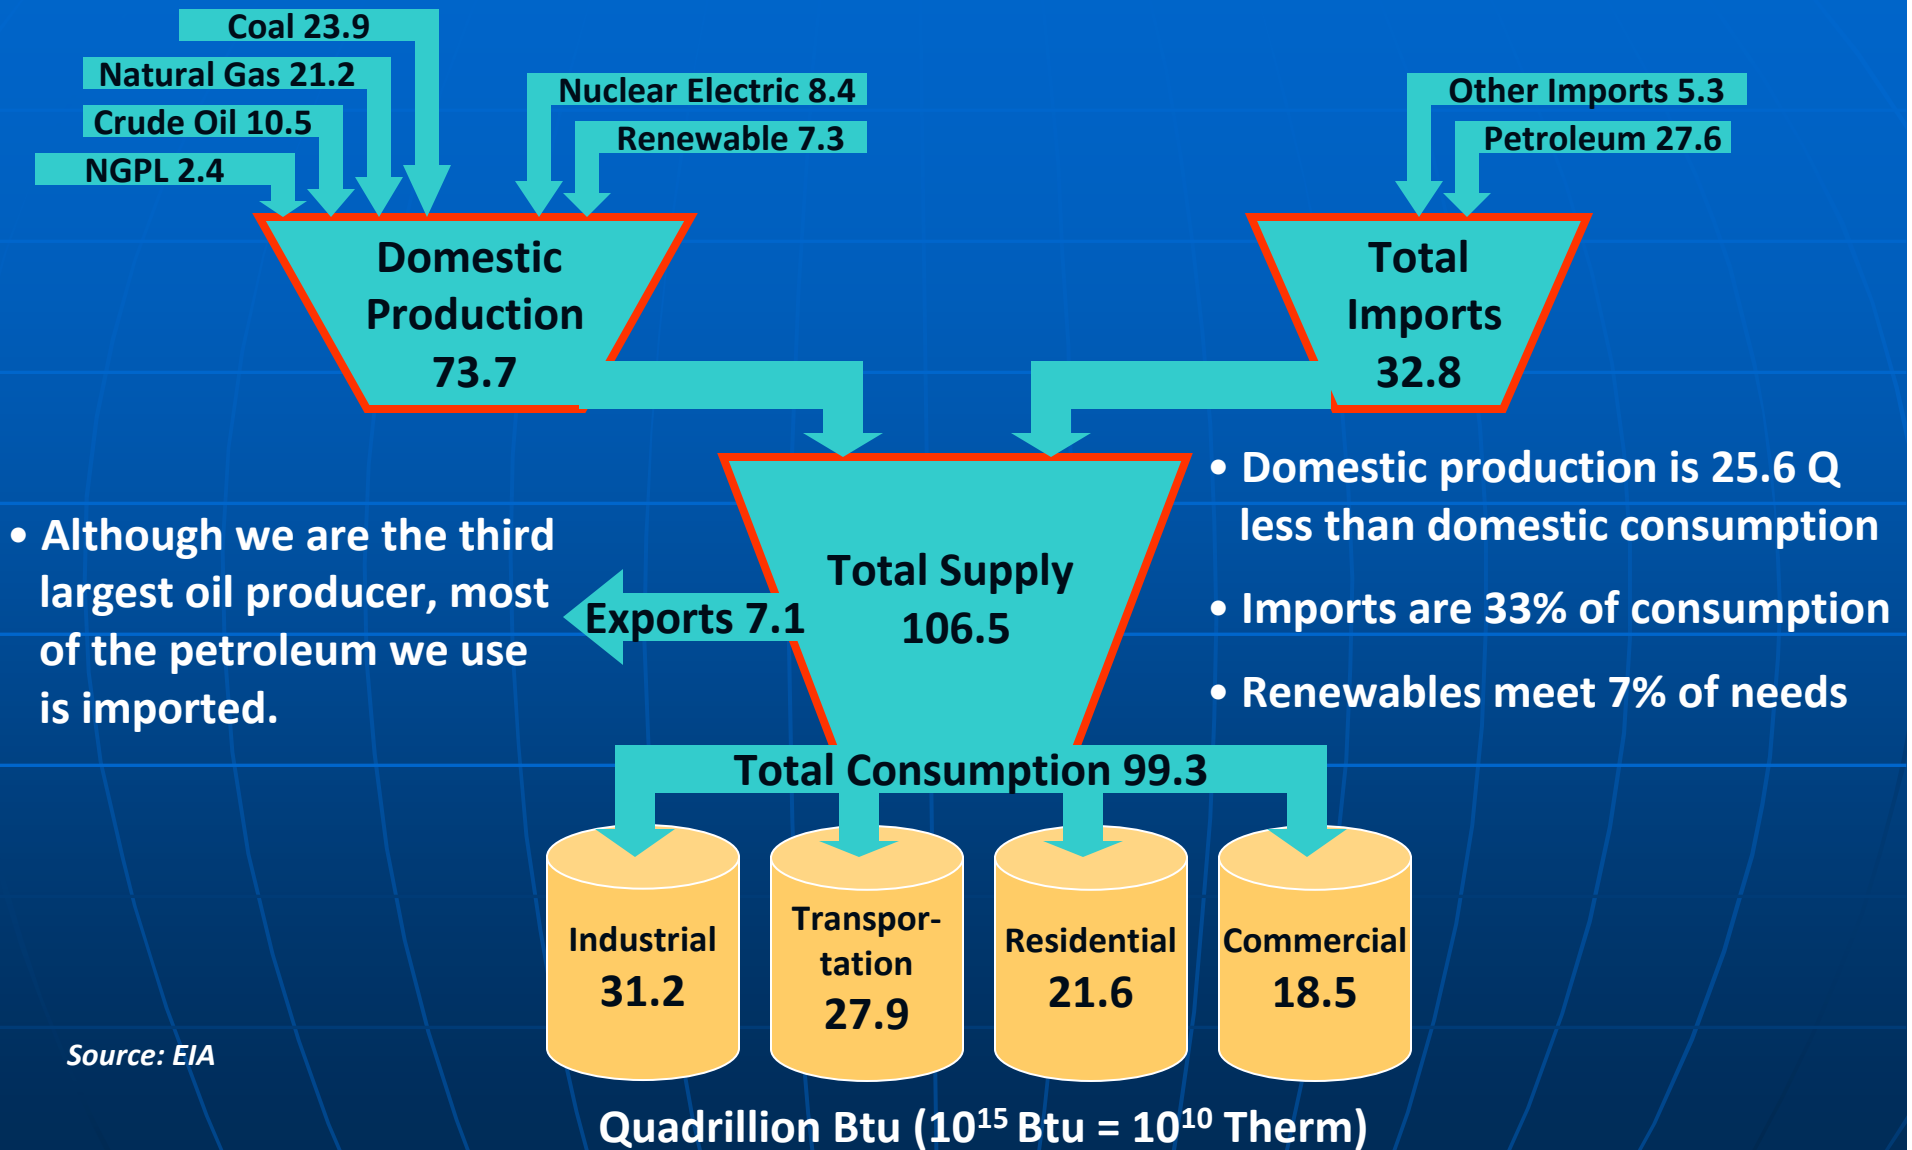 Coal 23.9
Natural Gas 21.2
Crude Oil 10.5
NGPL 2.4
Nuclear Electric 8.4
Renewable 7.3
Other Imports 5.3
Petroleum 27.6
Domestic
Production
73.7
Total
Imports
32.8
• Although we are the third
largest oil producer, most
of the petroleum we use
is imported.
Exports 7.1
Total Supply
106.5
• Domestic production is 25.6 Q
less than domestic consumption
• Imports are 33% of consumption
• Renewables meet 7% of needs
Total Consumption 99.3
Industrial
31.2
Transpor-
tation
27.9
Residential
21.6
Commercial
18.5
Source: EIA
Quadrillion Btu (10¹⁵ Btu = 10¹⁰ Therm)